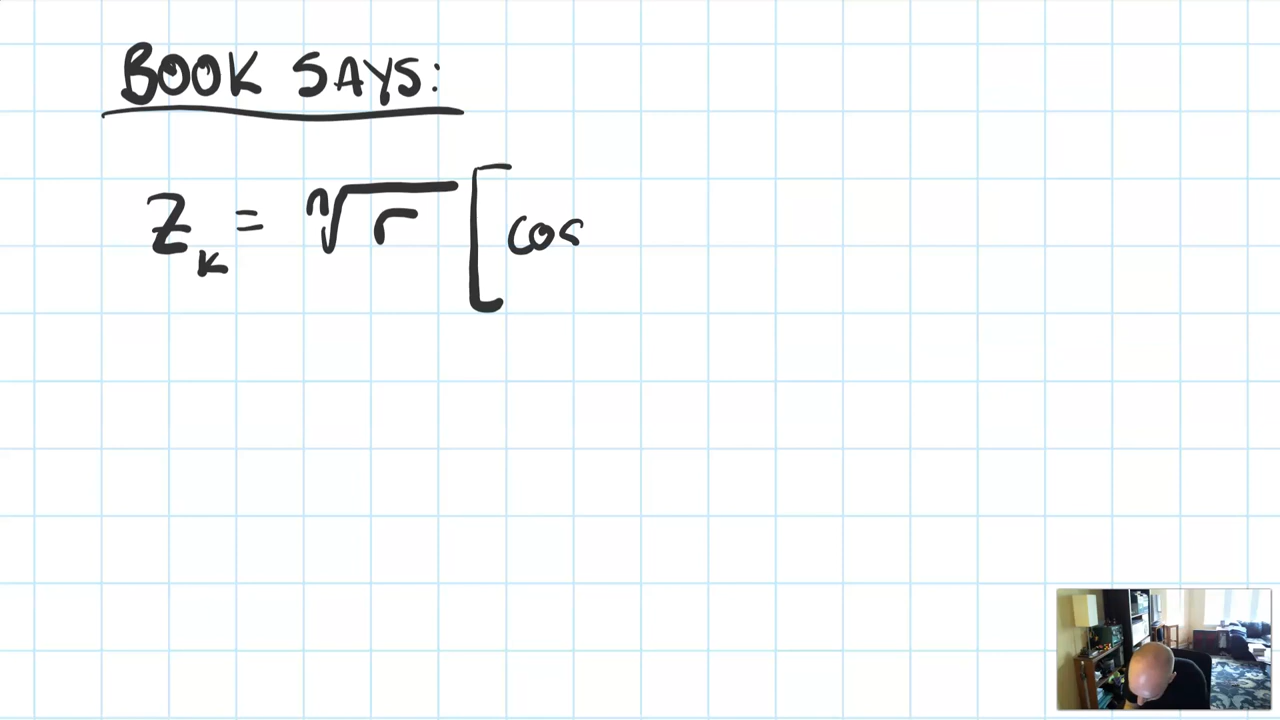 BOOK SAYS:
Z_k = ⁿ√r [cos